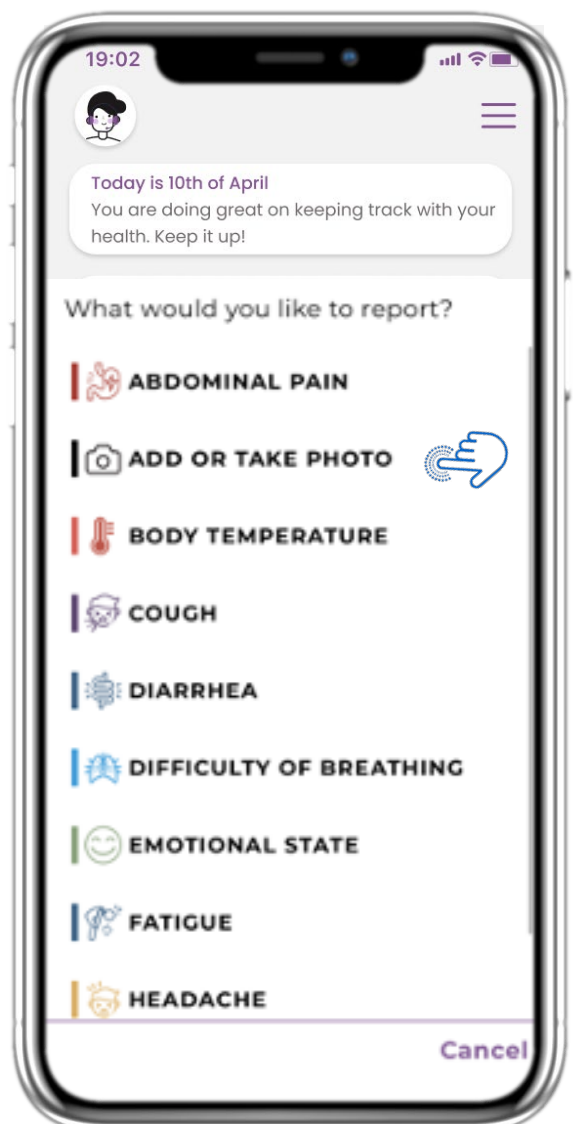 19:02
Today is 10th of April
You are doing great on keeping track with your
health. Keep it up!
What would you like to report?
ABDOMINAL PAIN
ADD OR TAKE PHOTO
BODY TEMPERATURE
COUGH
DIARRHEA
DIFFICULTY OF BREATHING
EMOTIONAL STATE
FATIGUE
HEADACHE
Cancel